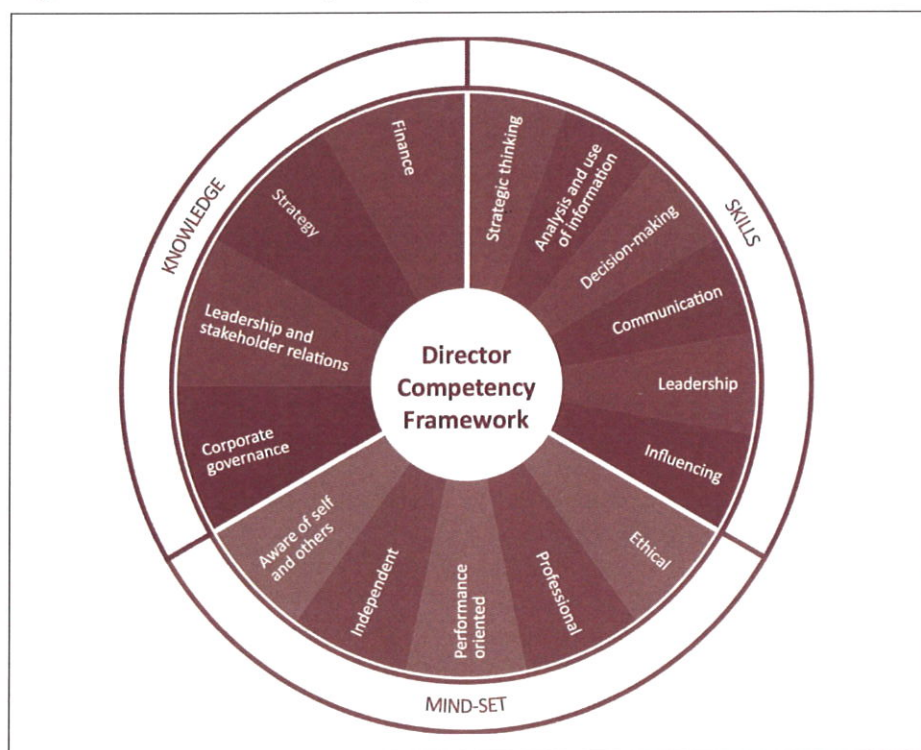 Director
Competency
Framework
KNOWLEDGE
Finance
Strategy
Leadership and
stakeholder relations
Corporate
governance
SKILLS
Strategic thinking
Analysis and use
of information
Decision-making
Communication
Leadership
Influencing
MIND-SET
Ethical
Professional
Performance
oriented
Independent
Aware of self
and others